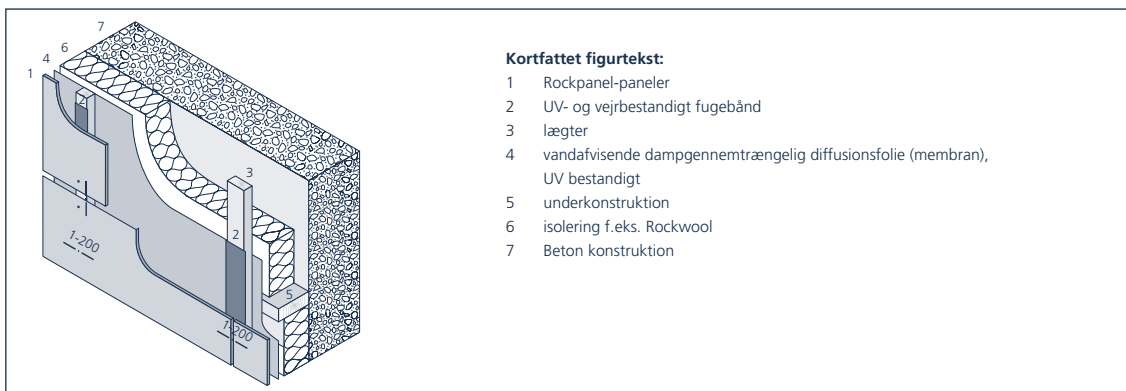 7
6
4
1
2
3
2
5
1-200
1-200
Kortfattet figurtekst:
1 Rockpanel-paneler
2 UV- og vejrbestandigt fugebånd
3 lægter
4 vandafvisende dampgennemtrængelig diffusionsfolie (membran),
UV bestandigt
5 underkonstruktion
6 isolering f.eks. Rockwool
7 Beton konstruktion